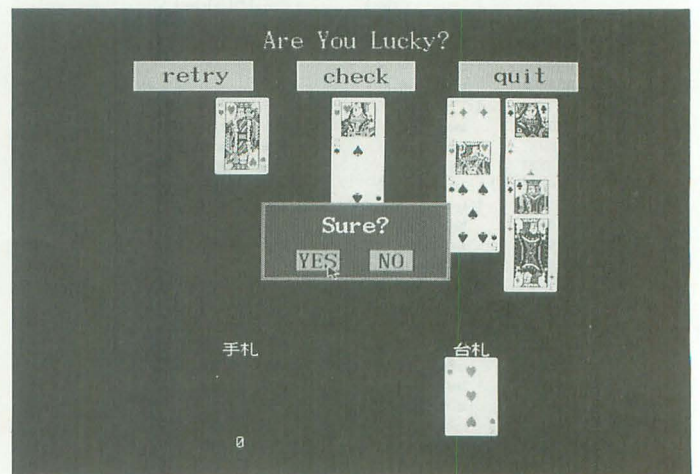 Are You Lucky?
retry check quit
Sure?
YES NO
手札 台札
0